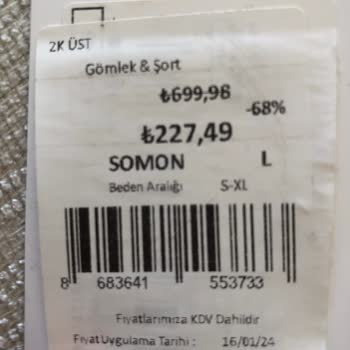 2K ÜST
Gömlek & Şort
₺699,98
-68%
₺227,49
SOMON L
Beden Aralığı S-XL
8 683641 553733
Fiyatlarımıza KDV Dahildir
Fiyat Uygulama Tarihi : 16/01/24